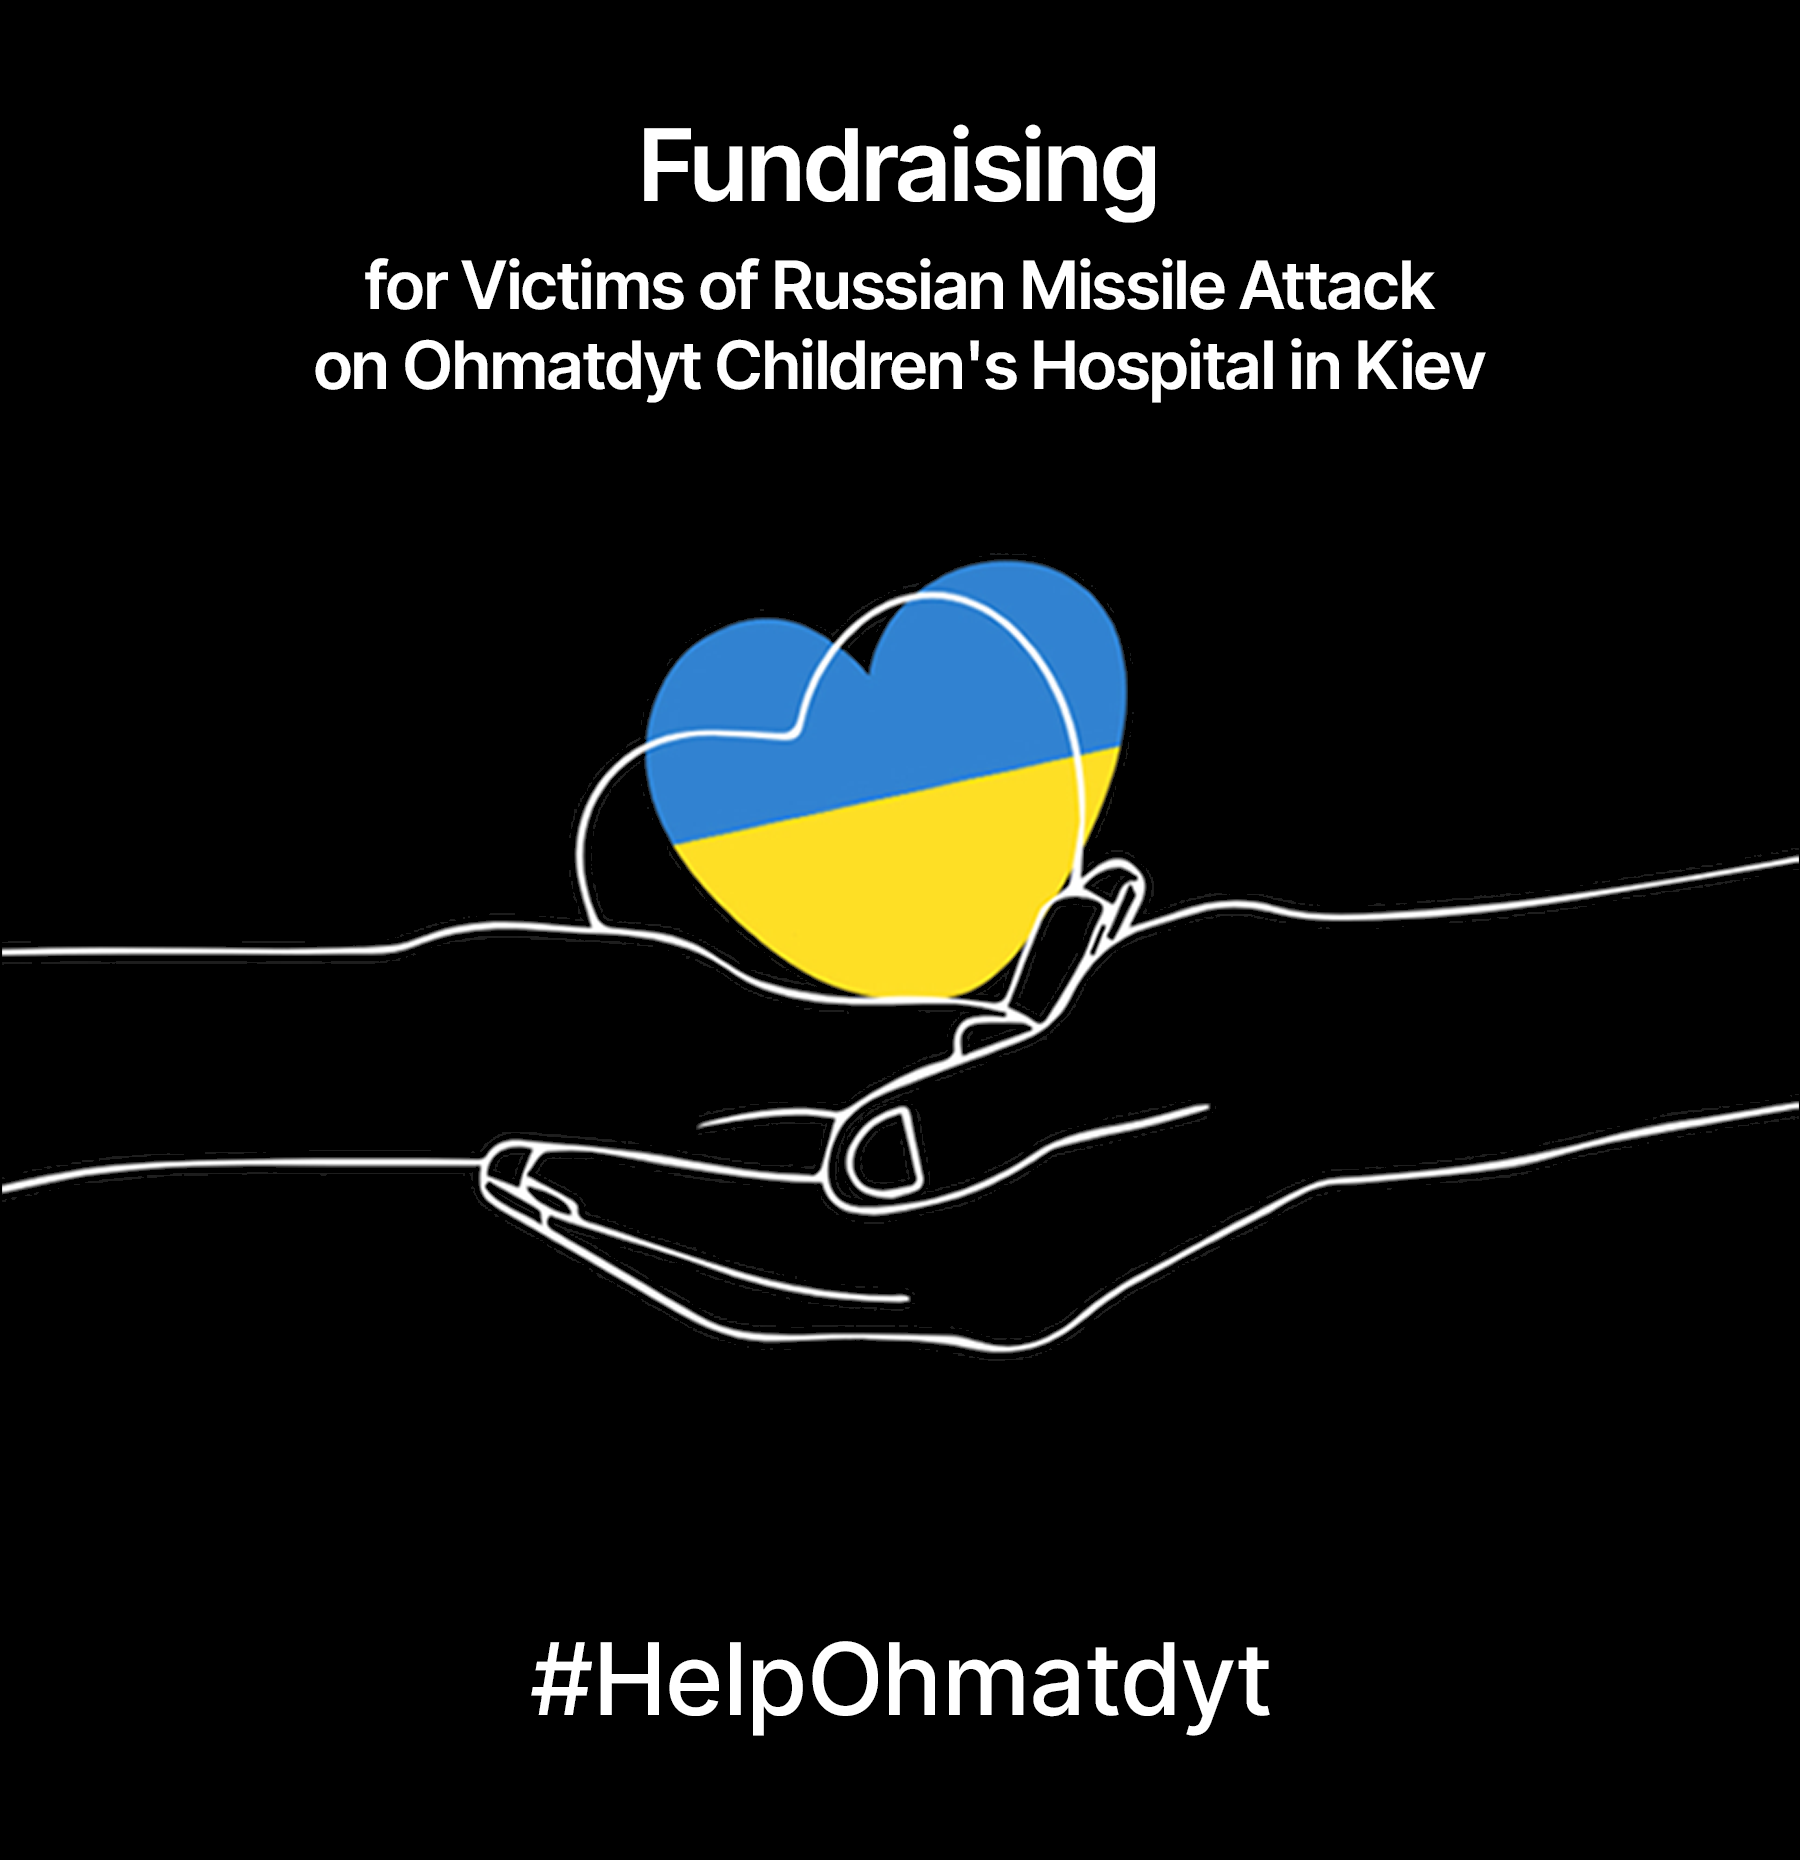 Fundraising
for Victims of Russian Missile Attack
on Ohmatdyt Children's Hospital in Kiev
#HelpOhmatdyt